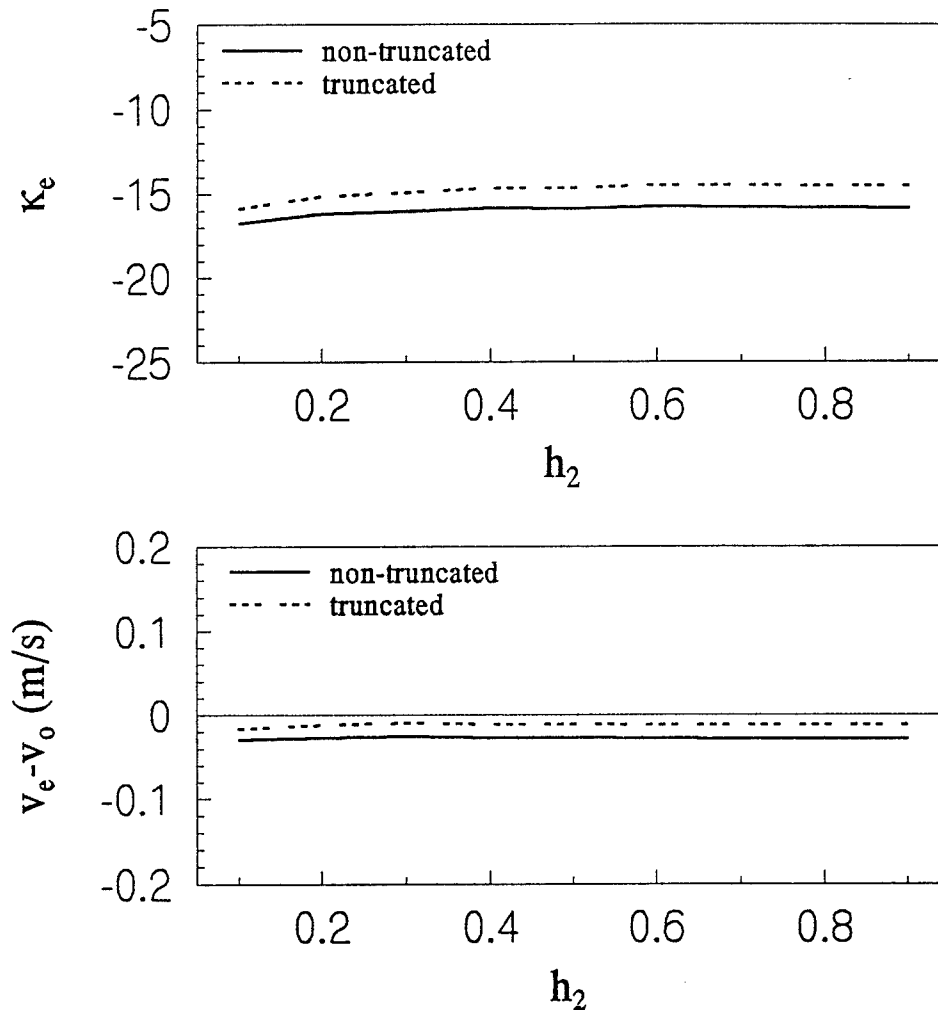 -5
non-truncated
truncated
-10
κe
-15
-20
-25
0.2 0.4 0.6 0.8
h2
0.2
non-truncated
truncated
0.1
ve-vo (m/s)
0
-0.1
-0.2
0.2 0.4 0.6 0.8
h2